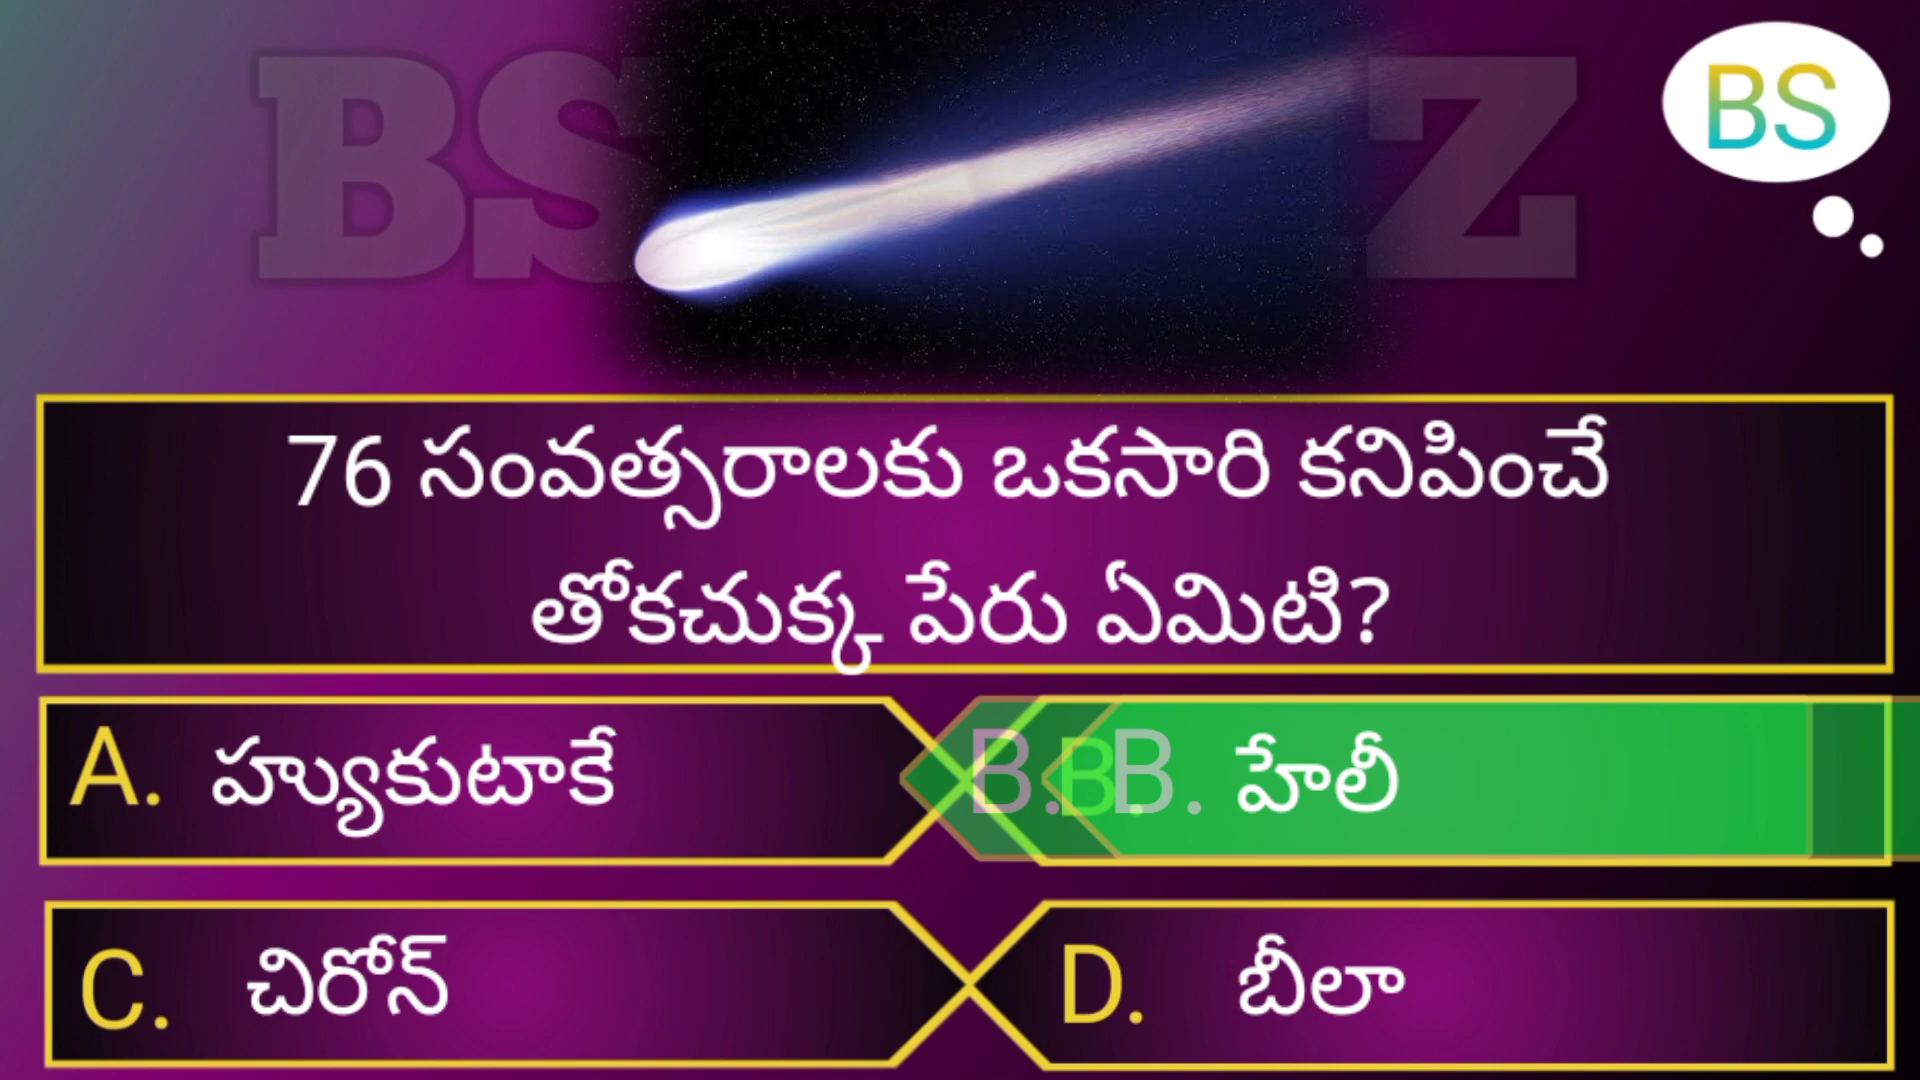 BS Z
BS
76 సంవత్సరాలకు ఒకసారి కనిపించే
తోకచుక్క పేరు ఏమిటి?
A. హ్యుకుటాకే
B. B. B. హేలీ
C. చిరోన్
D. బీలా